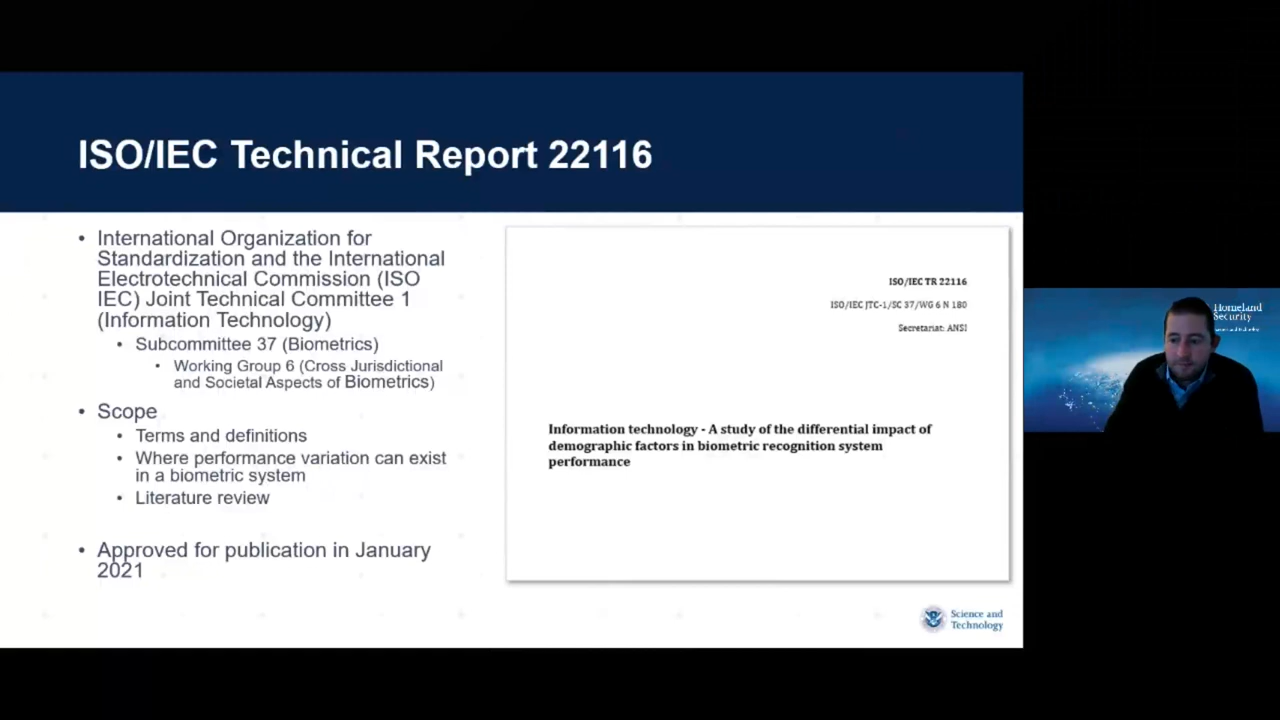 ISO/IEC Technical Report 22116
• International Organization for
Standardization and the International
Electrotechnical Commission (ISO
IEC) Joint Technical Committee 1
(Information Technology)
• Subcommittee 37 (Biometrics)
• Working Group 6 (Cross Jurisdictional
and Societal Aspects of Biometrics)
• Scope
• Terms and definitions
• Where performance variation can exist
in a biometric system
• Literature review
• Approved for publication in January
2021
ISO/IEC TR 22116
ISO/IEC JTC-1/SC 37/WG 6 N 180
Secretariat: ANSI
Information technology - A study of the differential impact of
demographic factors in biometric recognition system
performance
Science and
Technology
Homeland
Security